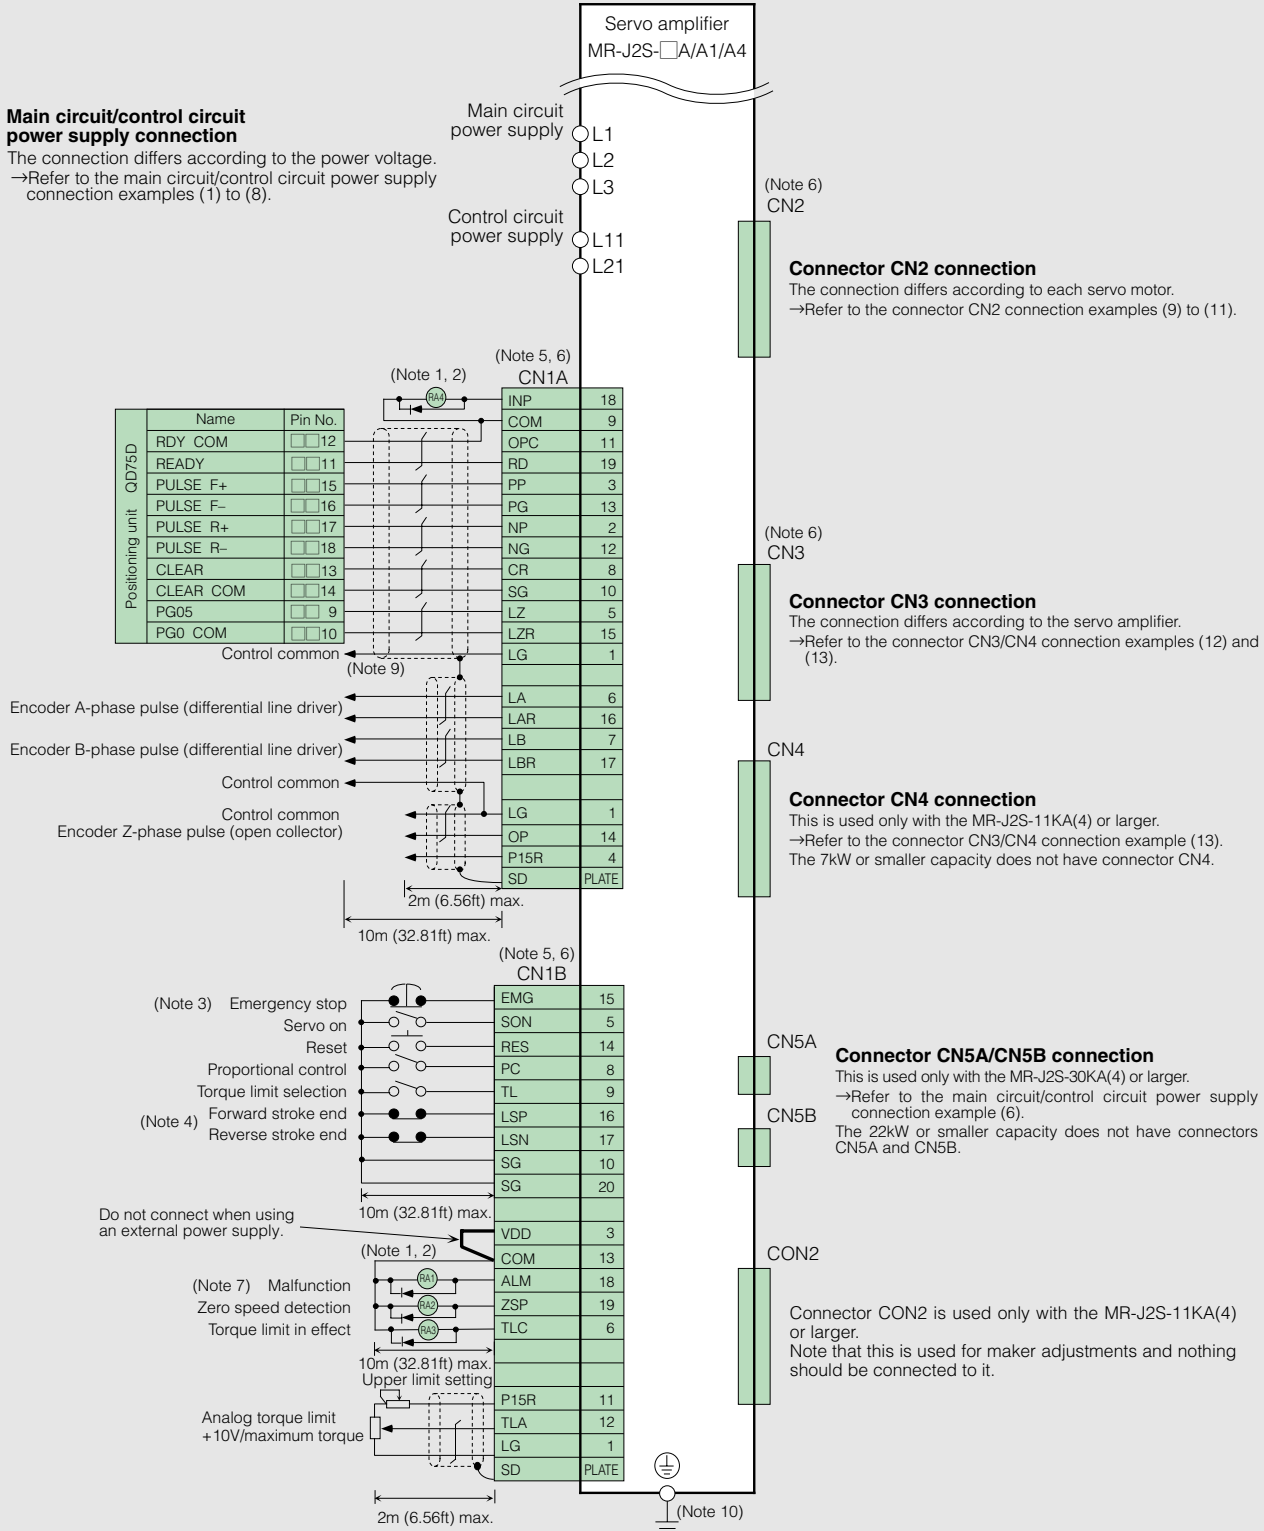 Servo amplifier
MR-J2S-□A/A1/A4
Main circuit/control circuit
power supply connection
The connection differs according to the power voltage.
→Refer to the main circuit/control circuit power supply
connection examples (1) to (8).
Main circuit
power supply
L1
L2
L3
Control circuit
power supply
L11
L21
(Note 6)
CN2
Connector CN2 connection
The connection differs according to each servo motor.
→Refer to the connector CN2 connection examples (9) to (11).
(Note 5, 6)
CN1A
(Note 1, 2)
RA4
INP 18
COM 9
OPC 11
RD 19
PP 3
PG 13
NP 2
NG 12
CR 8
SG 10
LZ 5
LZR 15
LG 1
LA 6
LAR 16
LB 7
LBR 17
LG 1
OP 14
P15R 4
SD PLATE
Positioning unit QD75D
Name Pin No.
RDY COM □□12
READY □□11
PULSE F+ □□15
PULSE F– □□16
PULSE R+ □□17
PULSE R– □□18
CLEAR □□13
CLEAR COM □□14
PG05 □□ 9
PG0 COM □□10
Control common
(Note 9)
Encoder A-phase pulse (differential line driver)
Encoder B-phase pulse (differential line driver)
Control common
Control common
Encoder Z-phase pulse (open collector)
2m (6.56ft) max.
10m (32.81ft) max.
(Note 6)
CN3
Connector CN3 connection
The connection differs according to the servo amplifier.
→Refer to the connector CN3/CN4 connection examples (12) and
(13).
CN4
Connector CN4 connection
This is used only with the MR-J2S-11KA(4) or larger.
→Refer to the connector CN3/CN4 connection example (13).
The 7kW or smaller capacity does not have connector CN4.
(Note 5, 6)
CN1B
(Note 3) Emergency stop
Servo on
Reset
Proportional control
Torque limit selection
(Note 4)
Forward stroke end
Reverse stroke end
EMG 15
SON 5
RES 14
PC 8
TL 9
LSP 16
LSN 17
SG 10
SG 20
VDD 3
COM 13
ALM 18
ZSP 19
TLC 6
P15R 11
TLA 12
LG 1
SD PLATE
10m (32.81ft) max.
Do not connect when using
an external power supply.
(Note 1, 2)
(Note 7) Malfunction
Zero speed detection
Torque limit in effect
RA1
RA2
RA3
10m (32.81ft) max.
Upper limit setting
Analog torque limit
+10V/maximum torque
2m (6.56ft) max.
CN5A
CN5B
Connector CN5A/CN5B connection
This is used only with the MR-J2S-30KA(4) or larger.
→Refer to the main circuit/control circuit power supply
connection example (6).
The 22kW or smaller capacity does not have connectors
CN5A and CN5B.
CON2
Connector CON2 is used only with the MR-J2S-11KA(4)
or larger.
Note that this is used for maker adjustments and nothing
should be connected to it.
(Note 10)